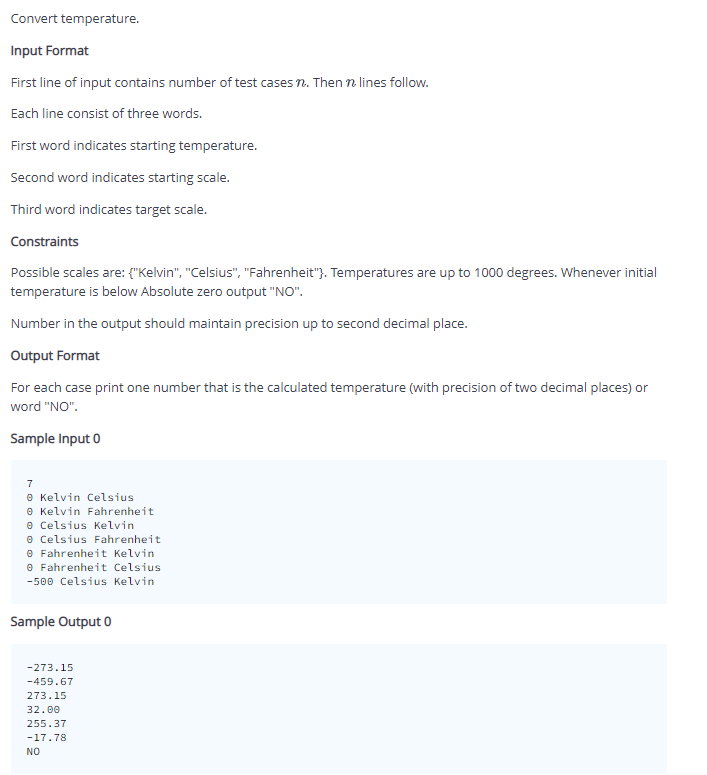 Convert temperature.
Input Format
First line of input contains number of test cases n. Then n lines follow.
Each line consist of three words.
First word indicates starting temperature.
Second word indicates starting scale.
Third word indicates target scale.
Constraints
Possible scales are: {"Kelvin", "Celsius", "Fahrenheit"}. Temperatures are up to 1000 degrees. Whenever initial
temperature is below Absolute zero output "NO".
Number in the output should maintain precision up to second decimal place.
Output Format
For each case print one number that is the calculated temperature (with precision of two decimal places) or
word "NO".
Sample Input 0
7
0 Kelvin Celsius
0 Kelvin Fahrenheit
0 Celsius Kelvin
0 Celsius Fahrenheit
0 Fahrenheit Kelvin
0 Fahrenheit Celsius
-500 Celsius Kelvin
Sample Output 0
-273.15
-459.67
273.15
32.00
255.37
-17.78
NO